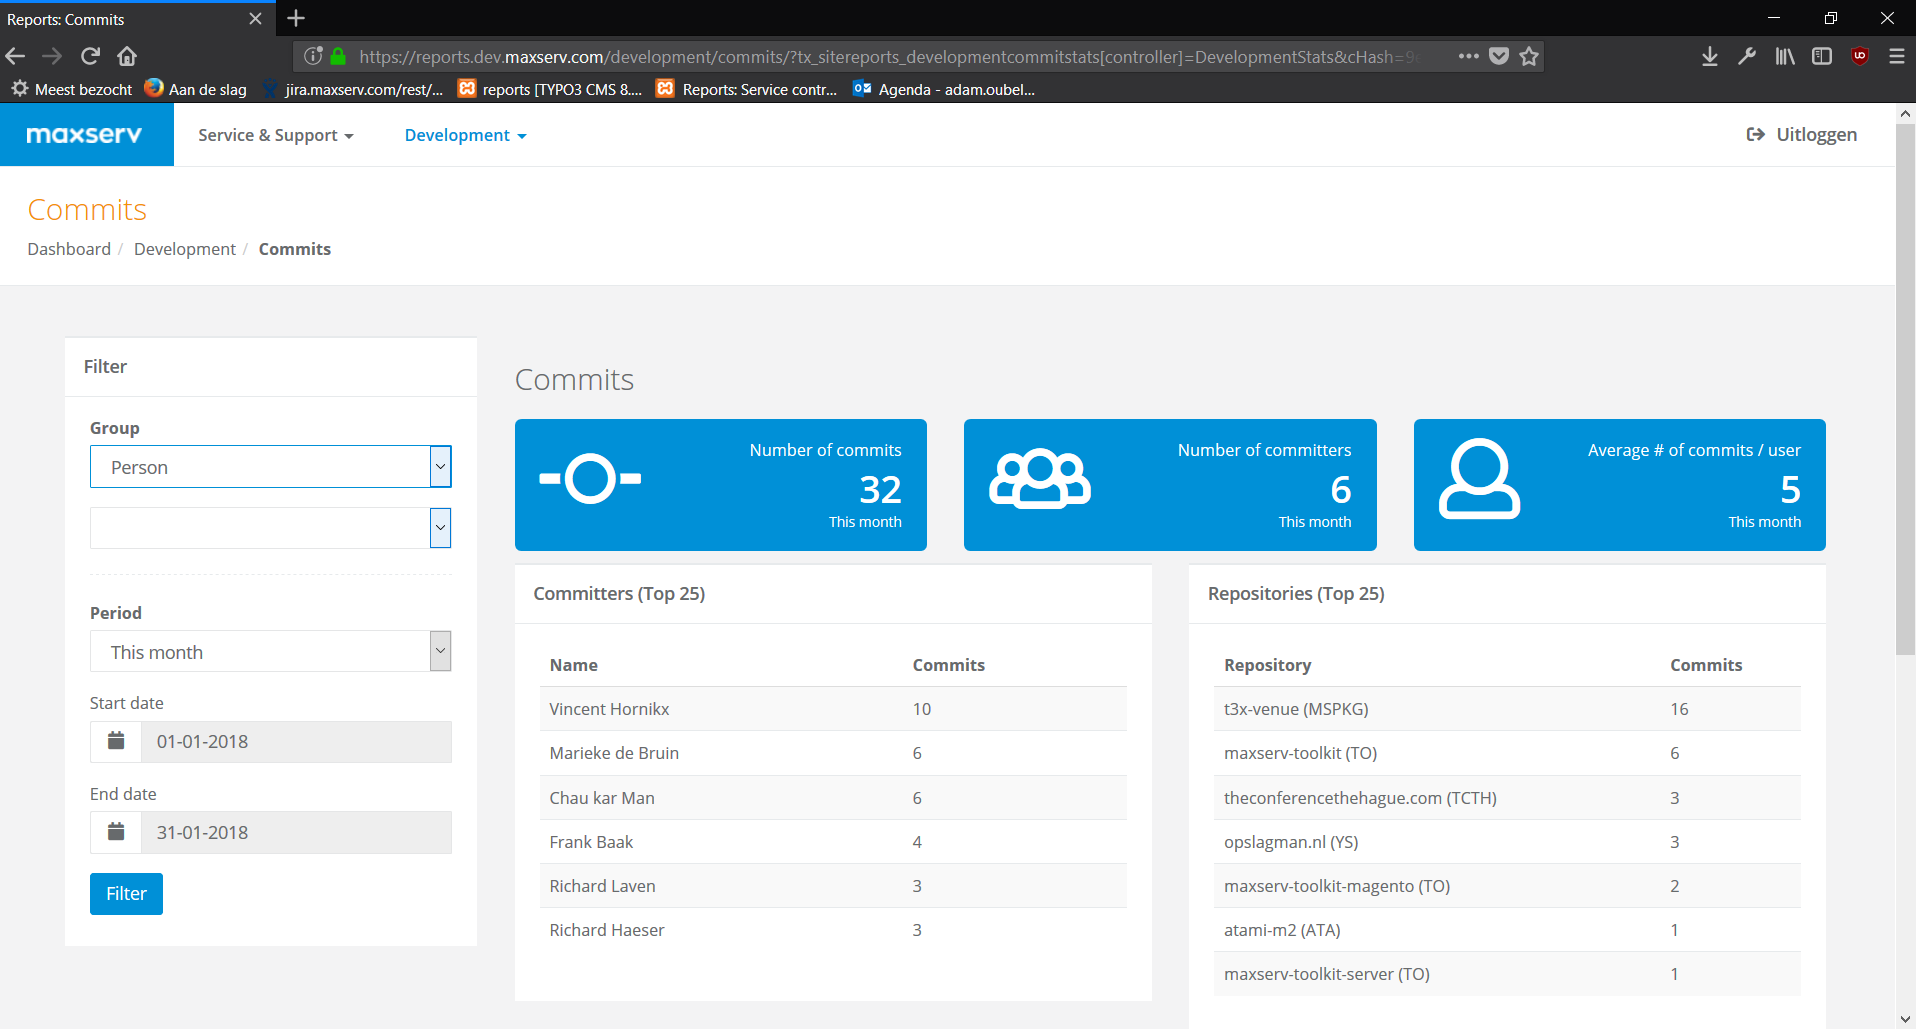 Reports: Commits
https://reports.dev.maxserv.com/development/commits/?tx_sitereports_developmentcommitstats[controller]=DevelopmentStats&cHash=9
Meest bezocht Aan de slag jira.maxserv.com/rest/... reports [TYPO3 CMS 8.... Reports: Service contr... Agenda - adam.oubel...
maxserv Service & Support Development Uitloggen
Commits
Dashboard / Development / Commits
Filter
Group
Person
Period
This month
Start date
01-01-2018
End date
31-01-2018
Filter
Commits
Number of commits
32
This month
Number of committers
6
This month
Average # of commits / user
5
This month
Committers (Top 25)
Name Commits
Vincent Hornikx 10
Marieke de Bruin 6
Chau kar Man 6
Frank Baak 4
Richard Laven 3
Richard Haeser 3
Repositories (Top 25)
Repository Commits
t3x-venue (MSPKG) 16
maxserv-toolkit (TO) 6
theconferencethehague.com (TCTH) 3
opslagman.nl (YS) 3
maxserv-toolkit-magento (TO) 2
atami-m2 (ATA) 1
maxserv-toolkit-server (TO) 1